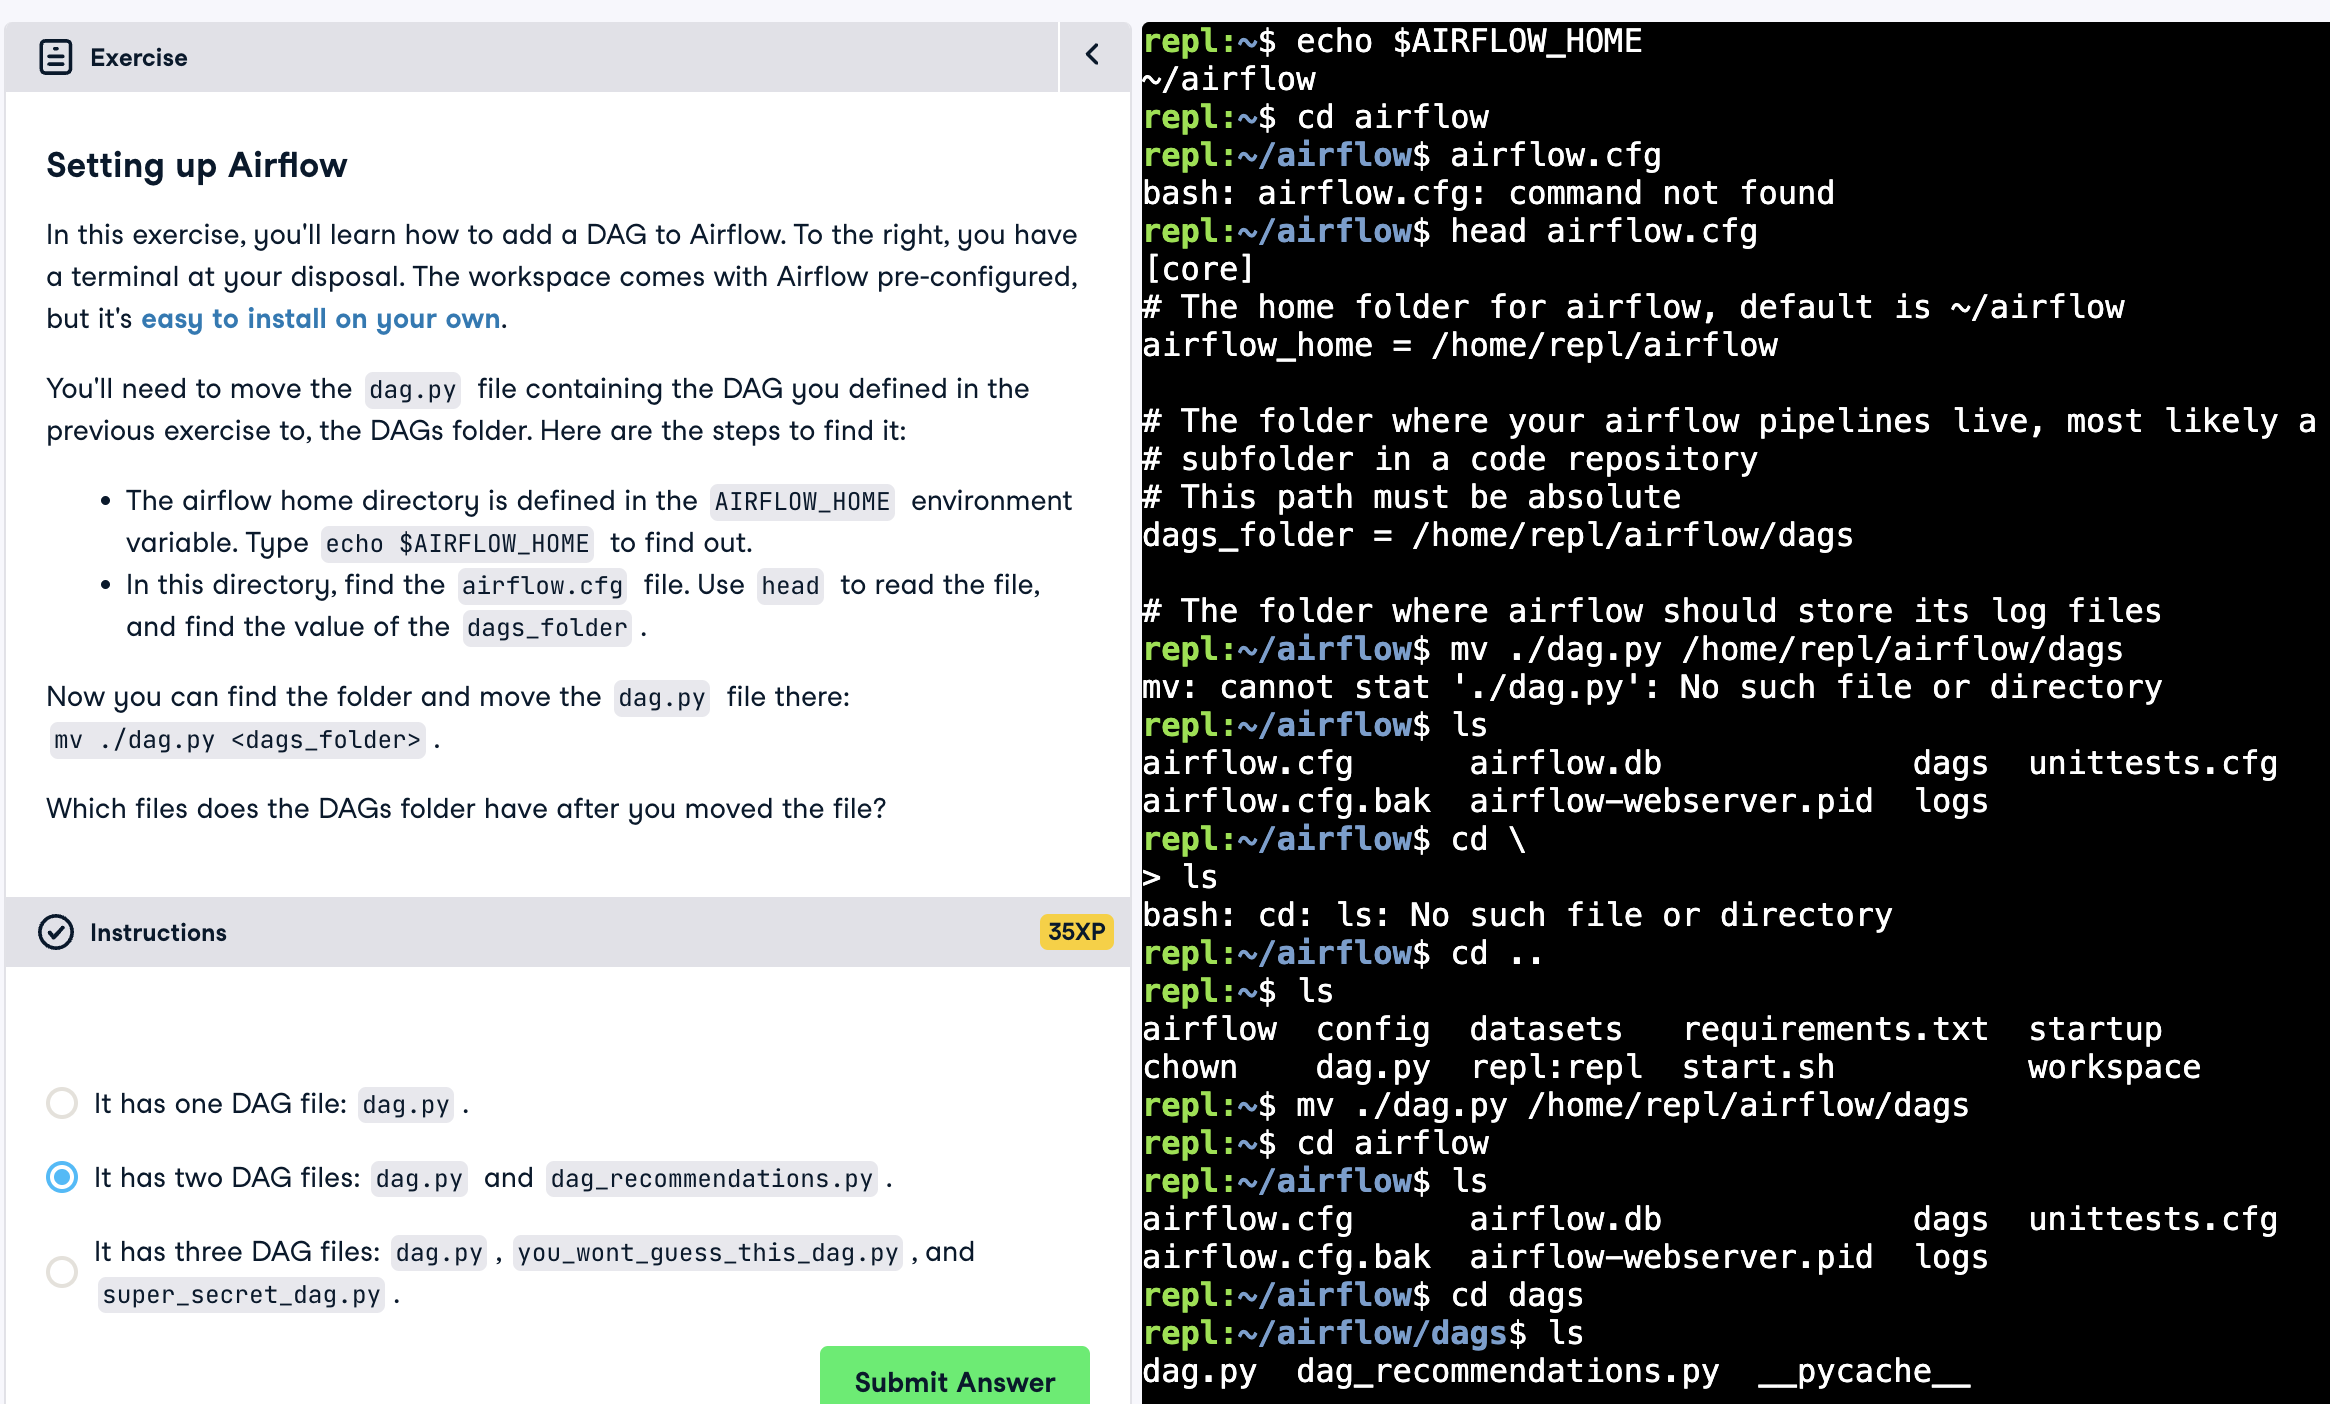 Exercise
Setting up Airflow
In this exercise, you'll learn how to add a DAG to Airflow. To the right, you have
a terminal at your disposal. The workspace comes with Airflow pre-configured,
but it's easy to install on your own.
You'll need to move the dag.py file containing the DAG you defined in the
previous exercise to, the DAGs folder. Here are the steps to find it:
• The airflow home directory is defined in the AIRFLOW_HOME environment
variable. Type echo $AIRFLOW_HOME to find out.
• In this directory, find the airflow.cfg file. Use head to read the file,
and find the value of the dags_folder .
Now you can find the folder and move the dag.py file there:
mv ./dag.py <dags_folder> .
Which files does the DAGs folder have after you moved the file?
Instructions
35XP
It has one DAG file: dag.py .
It has two DAG files: dag.py and dag_recommendations.py .
It has three DAG files: dag.py , you_wont_guess_this_dag.py , and
super_secret_dag.py .
Submit Answer
repl:~$ echo $AIRFLOW_HOME
~/airflow
repl:~$ cd airflow
repl:~/airflow$ airflow.cfg
bash: airflow.cfg: command not found
repl:~/airflow$ head airflow.cfg
[core]
# The home folder for airflow, default is ~/airflow
airflow_home = /home/repl/airflow
# The folder where your airflow pipelines live, most likely a
# subfolder in a code repository
# This path must be absolute
dags_folder = /home/repl/airflow/dags
# The folder where airflow should store its log files
repl:~/airflow$ mv ./dag.py /home/repl/airflow/dags
mv: cannot stat './dag.py': No such file or directory
repl:~/airflow$ ls
airflow.cfg      airflow.db             dags  unittests.cfg
airflow.cfg.bak  airflow-webserver.pid  logs
repl:~/airflow$ cd \
> ls
bash: cd: ls: No such file or directory
repl:~/airflow$ cd ..
repl:~$ ls
airflow  config  datasets   requirements.txt  startup
chown    dag.py  repl:repl  start.sh          workspace
repl:~$ mv ./dag.py /home/repl/airflow/dags
repl:~$ cd airflow
repl:~/airflow$ ls
airflow.cfg      airflow.db             dags  unittests.cfg
airflow.cfg.bak  airflow-webserver.pid  logs
repl:~/airflow$ cd dags
repl:~/airflow/dags$ ls
dag.py  dag_recommendations.py  __pycache__